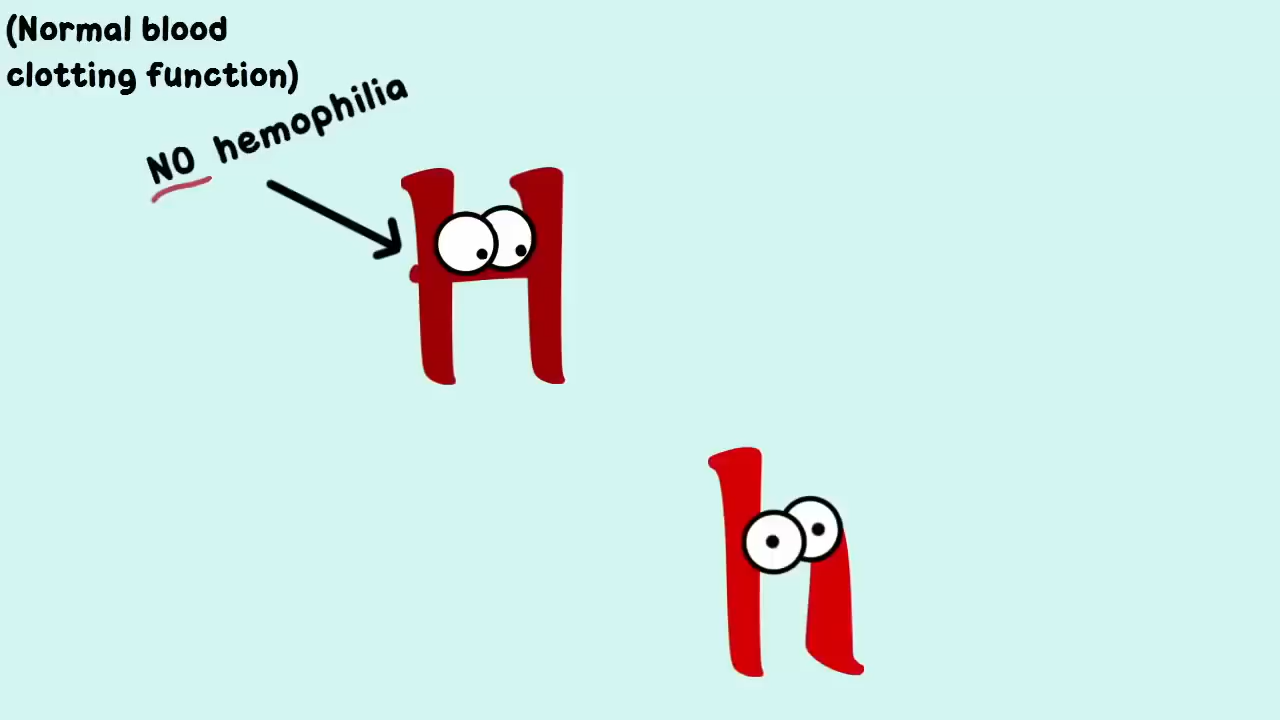 (Normal blood
clotting function)
NO hemophilia
H
h